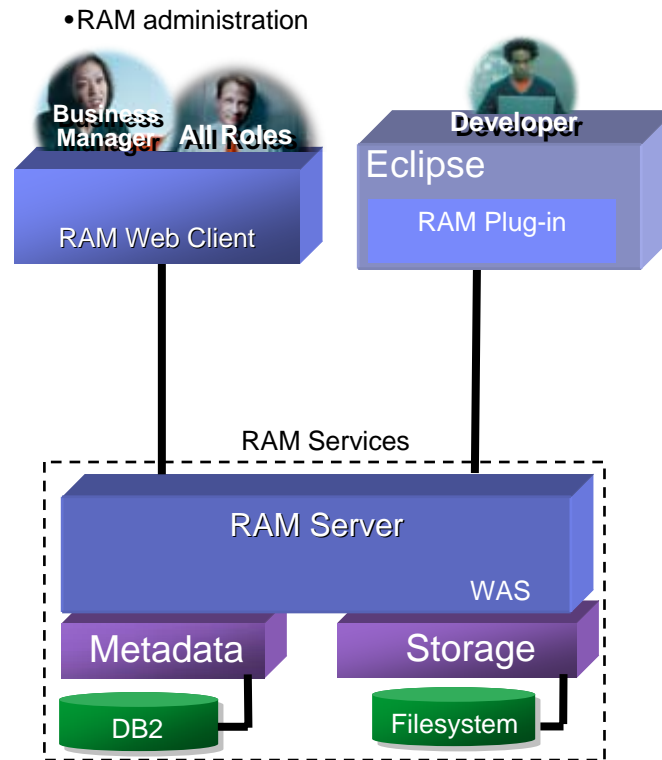 •RAM administration
Business
Manager
All Roles
Developer
Eclipse
RAM Plug-in
RAM Web Client
RAM Services
RAM Server
WAS
Metadata
Storage
DB2
Filesystem